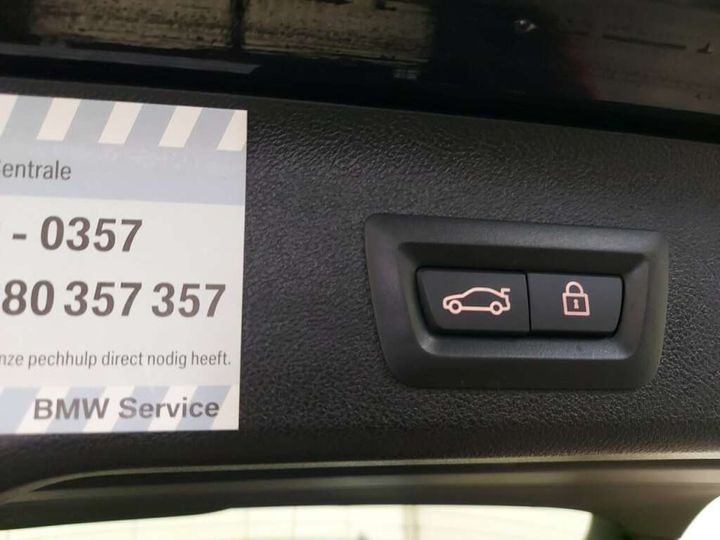 entrale
- 0357
80 357 357
nze pechhulp direct nodig heeft.
BMW Service